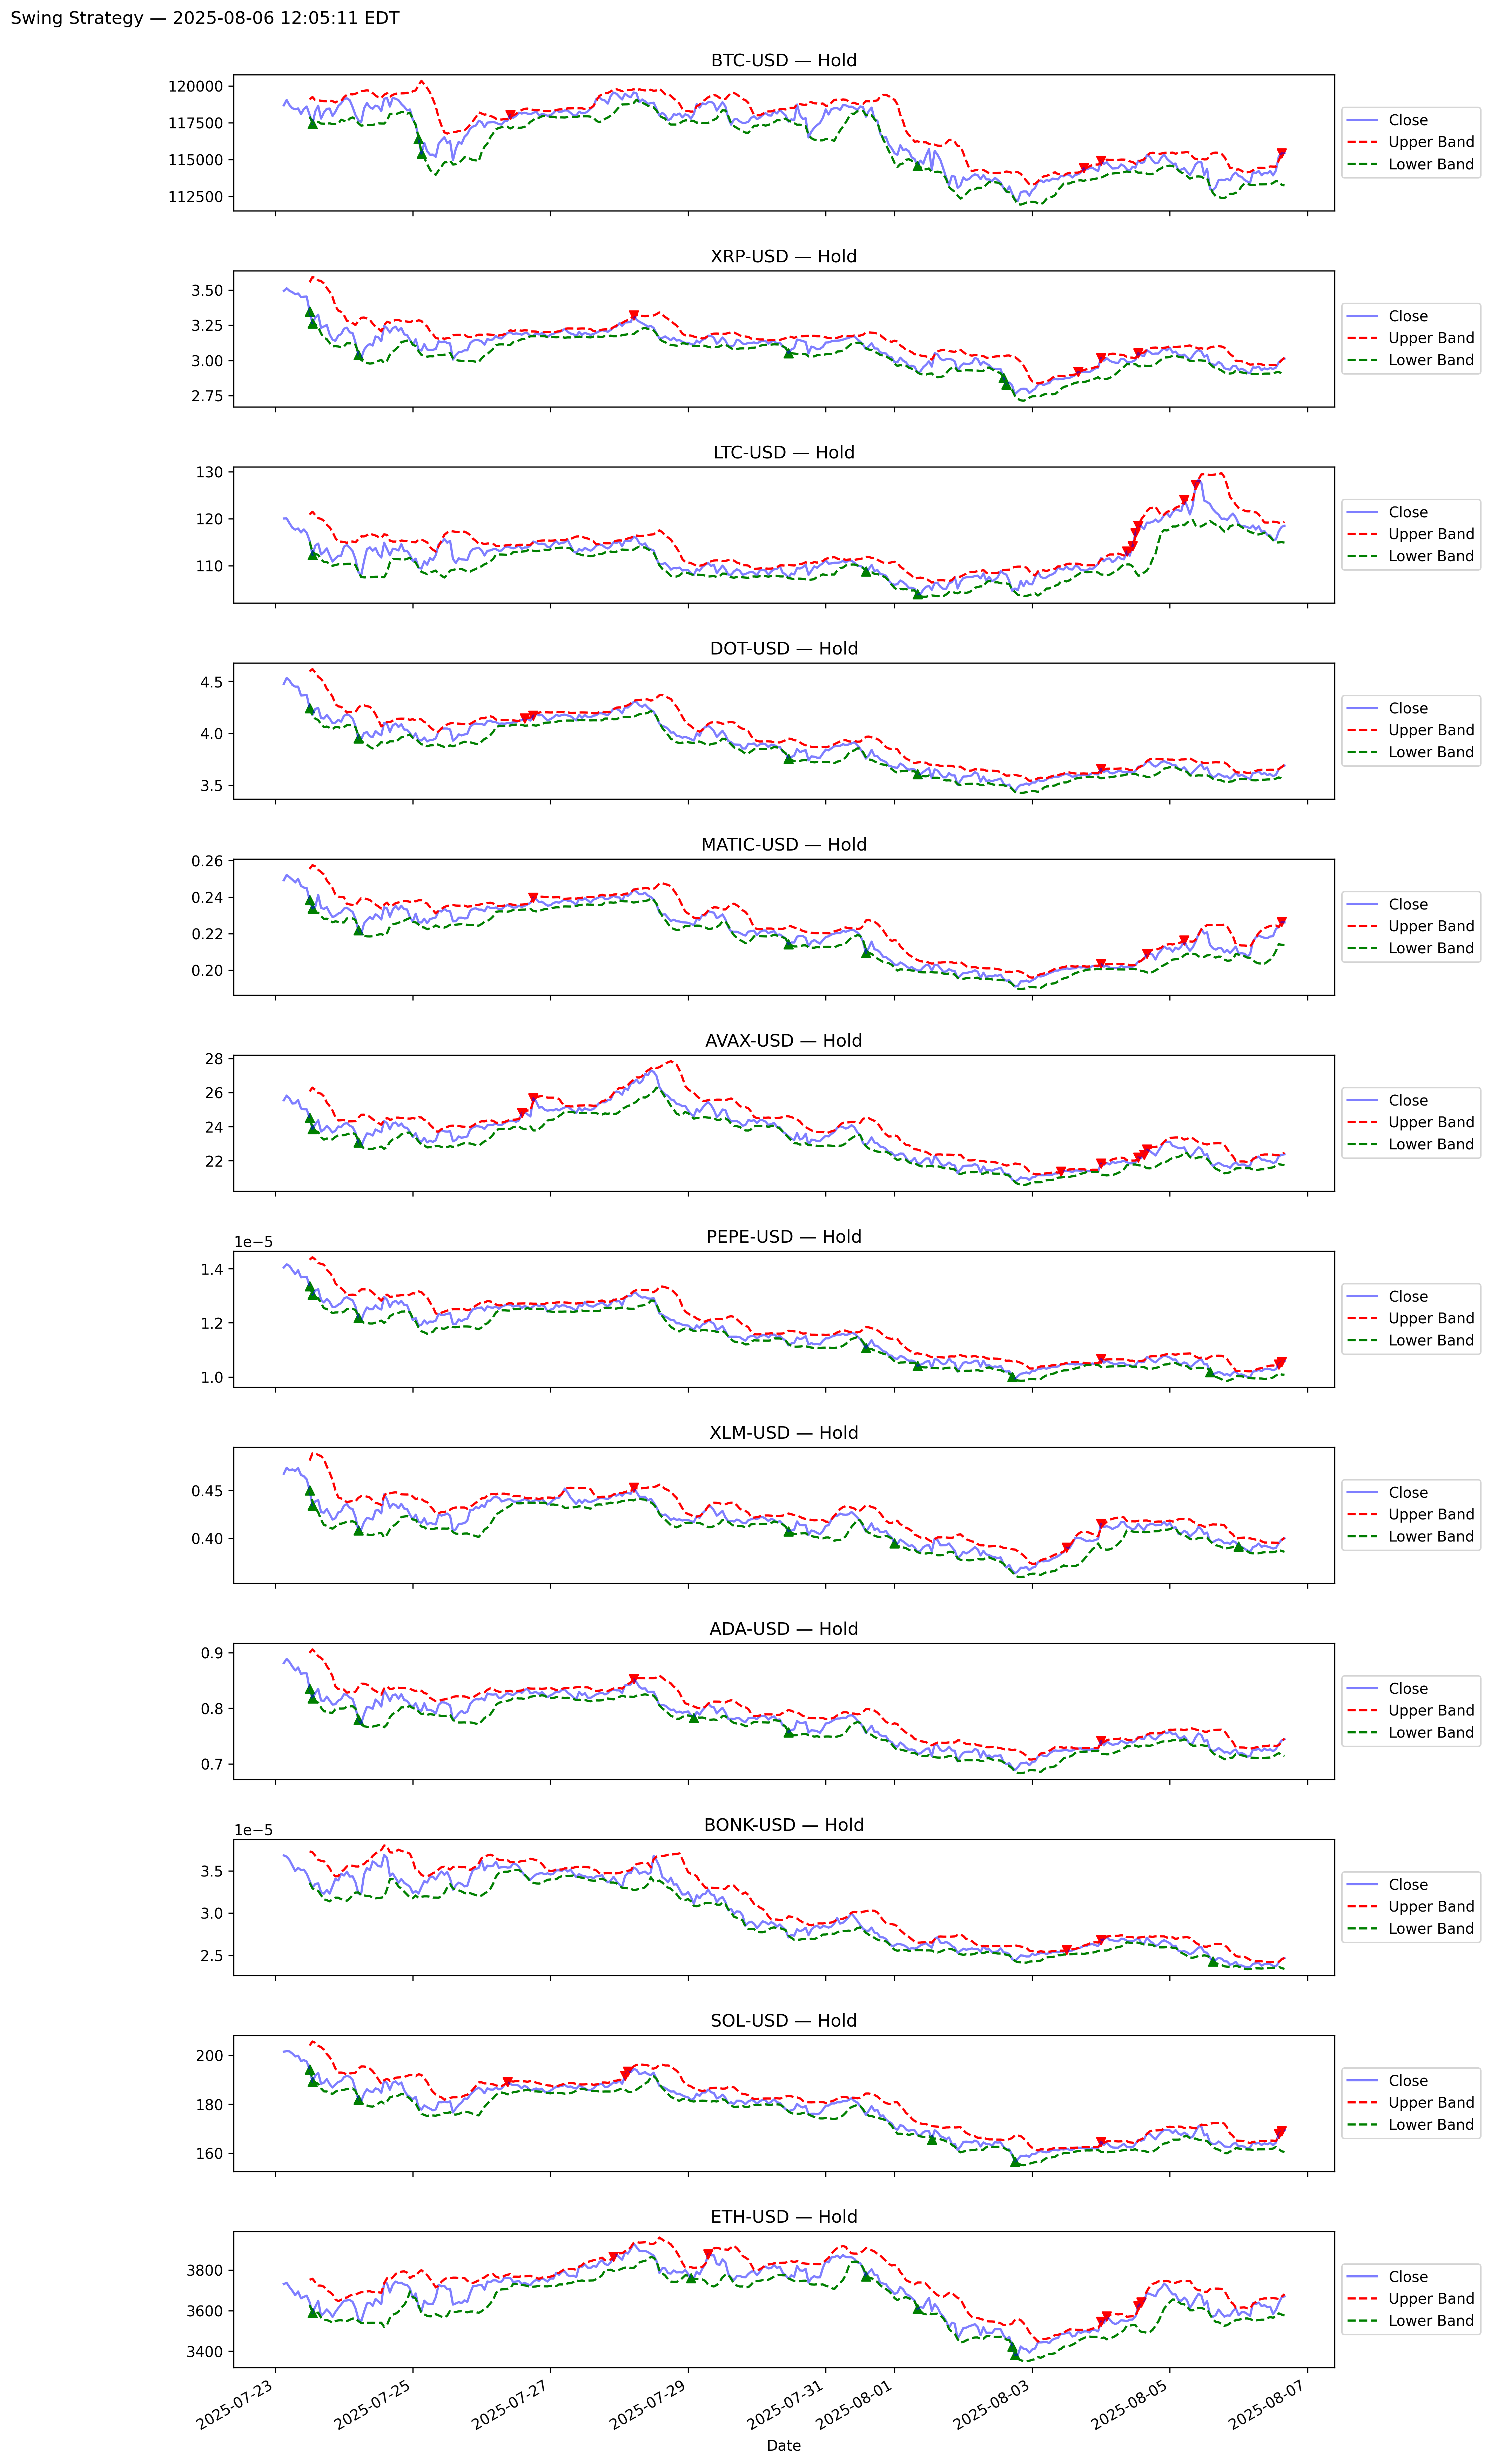 Swing Strategy — 2025-08-06 12:05:11 EDT
BTC-USD — Hold
120000
117500
115000
112500
Close
Upper Band
Lower Band
XRP-USD — Hold
3.50
3.25
3.00
2.75
Close
Upper Band
Lower Band
LTC-USD — Hold
130
120
110
Close
Upper Band
Lower Band
DOT-USD — Hold
4.5
4.0
3.5
Close
Upper Band
Lower Band
MATIC-USD — Hold
0.26
0.24
0.22
0.20
Close
Upper Band
Lower Band
AVAX-USD — Hold
28
26
24
22
Close
Upper Band
Lower Band
PEPE-USD — Hold
1e−5
1.4
1.2
1.0
Close
Upper Band
Lower Band
XLM-USD — Hold
0.45
0.40
Close
Upper Band
Lower Band
ADA-USD — Hold
0.9
0.8
0.7
Close
Upper Band
Lower Band
BONK-USD — Hold
1e−5
3.5
3.0
2.5
Close
Upper Band
Lower Band
SOL-USD — Hold
200
180
160
Close
Upper Band
Lower Band
ETH-USD — Hold
3800
3600
3400
Close
Upper Band
Lower Band
2025-07-23
2025-07-25
2025-07-27
2025-07-29
2025-07-31
2025-08-01
2025-08-03
2025-08-05
2025-08-07
Date